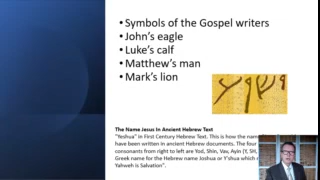 • Symbols of the Gospel writers
• John's eagle
• Luke's calf
• Matthew's man
• Mark's lion
The Name Jesus In Ancient Hebrew Text
"Yeshua" in First Century Hebrew Text. This is how the name
have been written in ancient Hebrew documents. The four
consonants from right to left are Yod, Shin, Vau, Ayin (Y, SH,
Greek name for the Hebrew name Joshua or Y'shua which
Yahweh is Salvation".